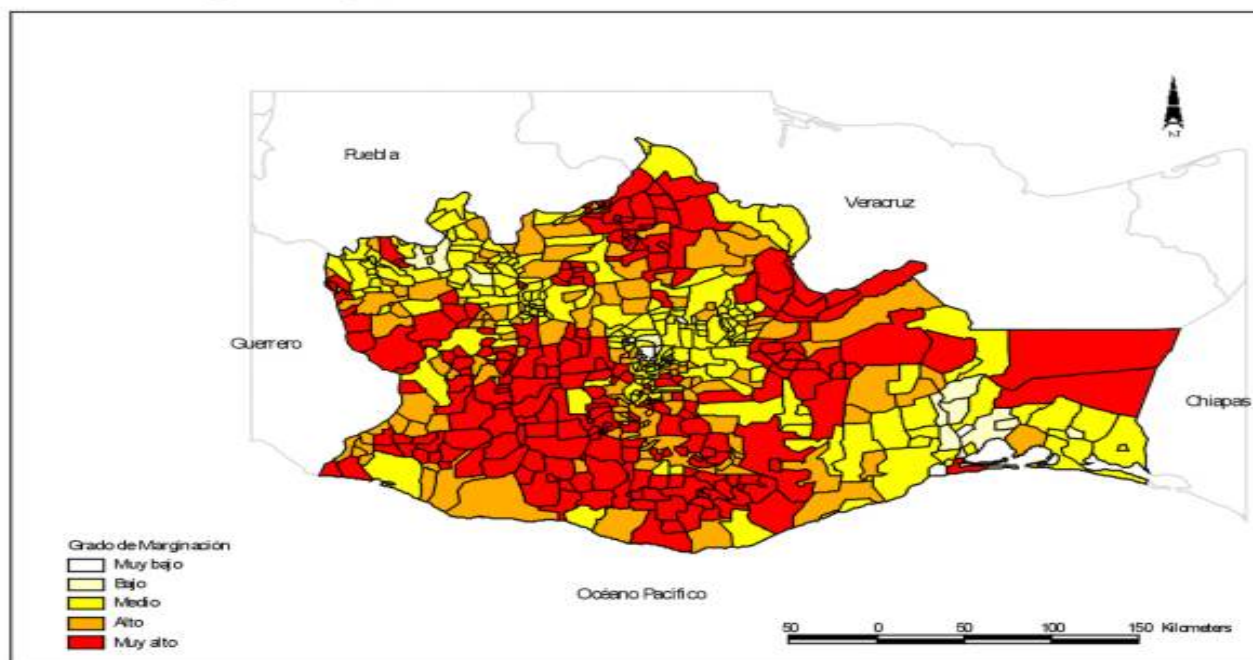 N
Puebla
Veracruz
Guerrero
Chiapas
Grado de Marginación
Muy bajo
Bajo
Medio
Alto
Muy alto
Océano Pacífico
50 0 50 100 150 Kilometers